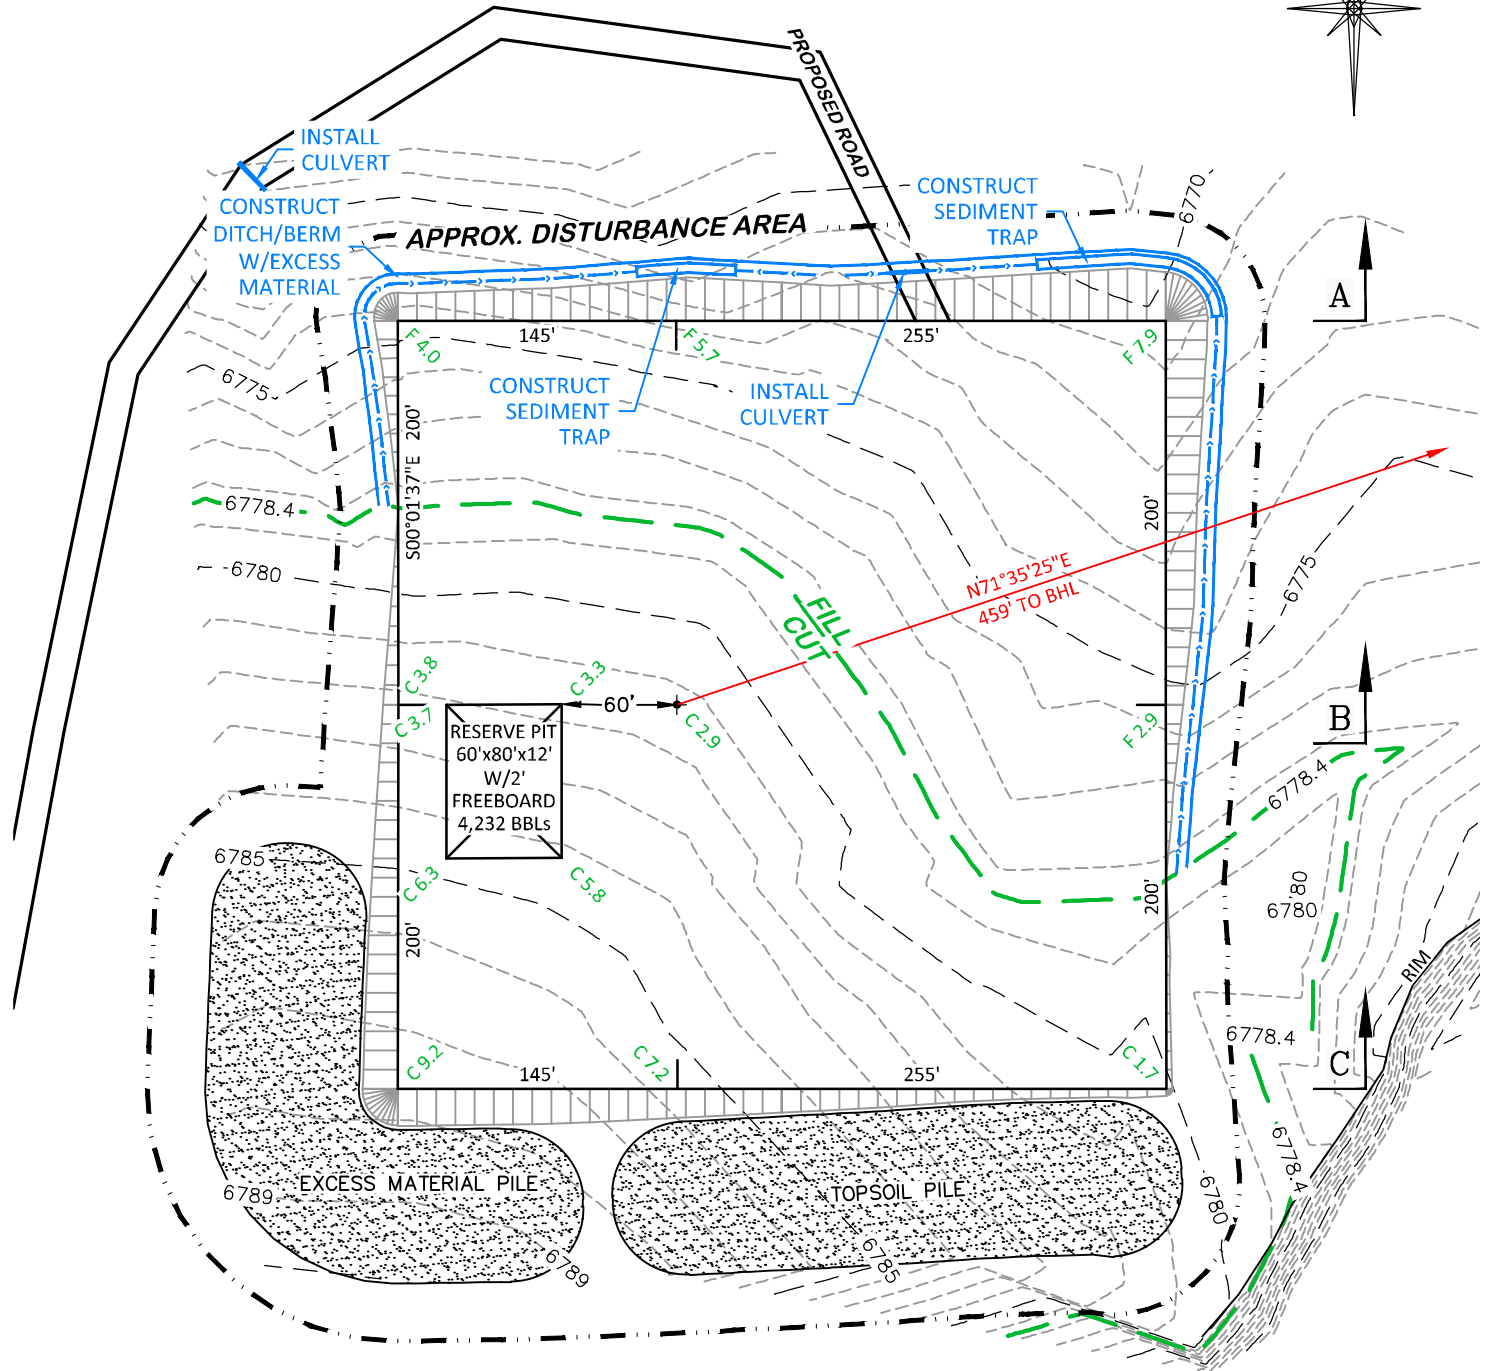 PROPOSED ROAD
INSTALL
CULVERT
CONSTRUCT
DITCH/BERM
W/EXCESS
MATERIAL
APPROX. DISTURBANCE AREA
CONSTRUCT
SEDIMENT
TRAP
6770
A
145'
255'
F 4.0
F 5.7
F 7.9
6775
CONSTRUCT
SEDIMENT
TRAP
INSTALL
CULVERT
200'
S00°01'37"E
200'
6778.4
6780
N71°35'25"E
459' TO BHL
6775
FILL
CUT
C 3.8
C 3.3
60'
C 3.7
C 2.9
F 2.9
B
RESERVE PIT
60'x80'x12'
W/2'
FREEBOARD
4,232 BBLs
6778.4
6785
C 6.3
C 5.8
200'
200'
80
6780
RIM
6778.4
C
C 9.2
145'
C 7.2
255'
C 1.7
6778.4
EXCESS MATERIAL PILE
TOPSOIL PILE
6789
6780
6789
6785